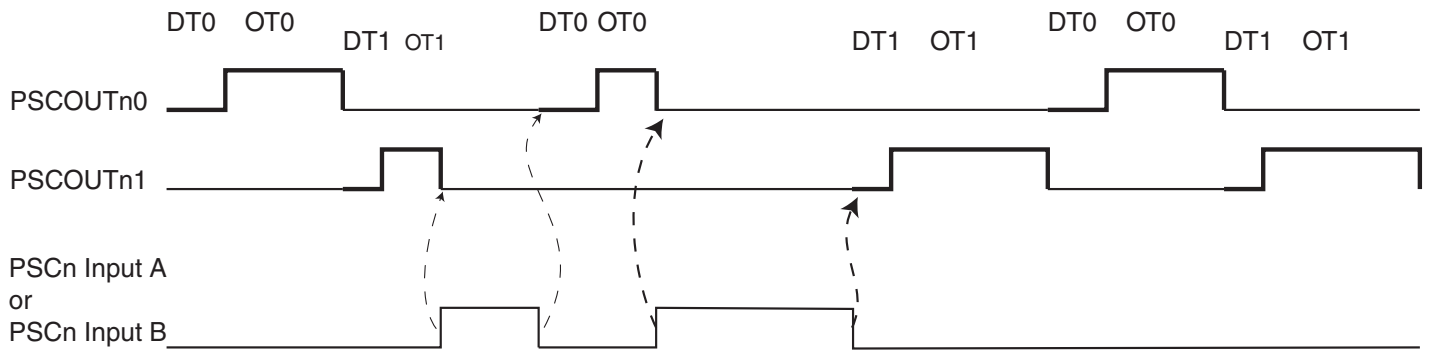 DT0 OT0 DT0 OT0 DT0 OT0
DT1 OT1 DT1 OT1 DT1 OT1
PSCOUTn0
PSCOUTn1
PSCn Input A
or
PSCn Input B